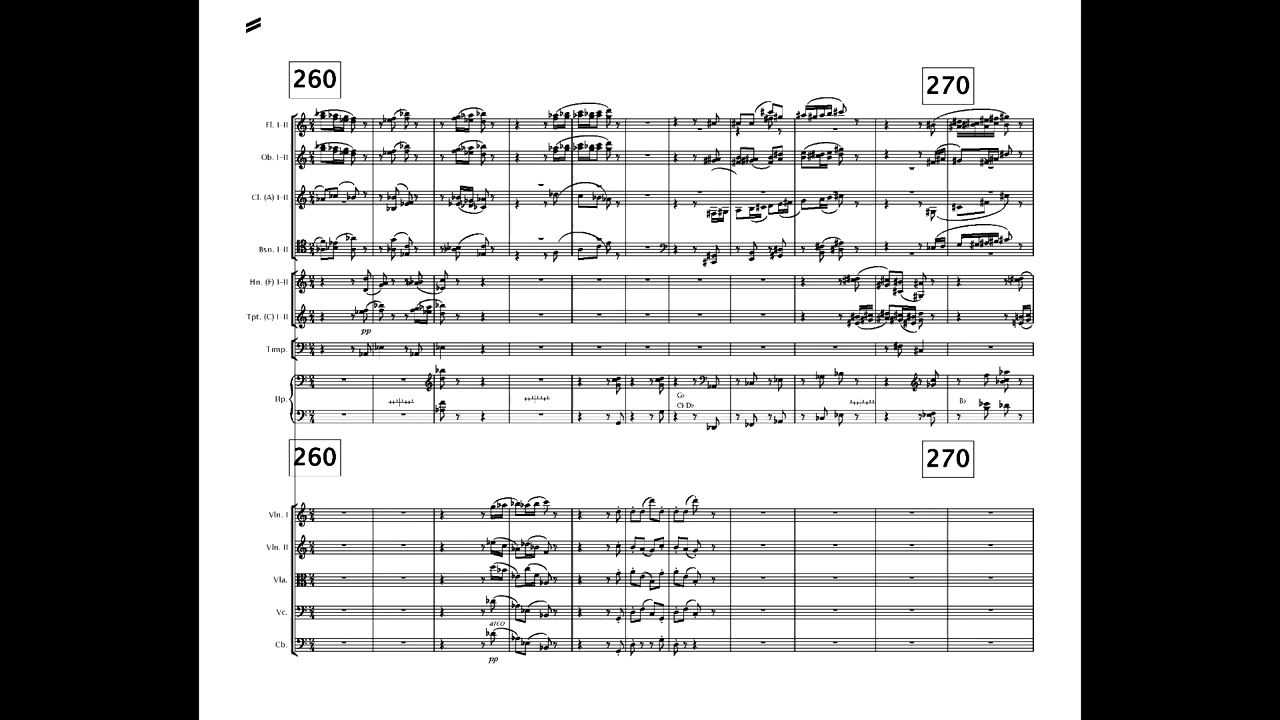 260
270
Fl. I–II
Ob. I–II
Cl. (A) I–II
Bsn. I–II
Hn. (F) I–II
Tpt. (C) I–II
pp
Timp.
Hp.
G♭
C♮ D♭
B♮
260
270
Vln. I
Vln. II
Vla.
Vc.
arco
Cb.
pp